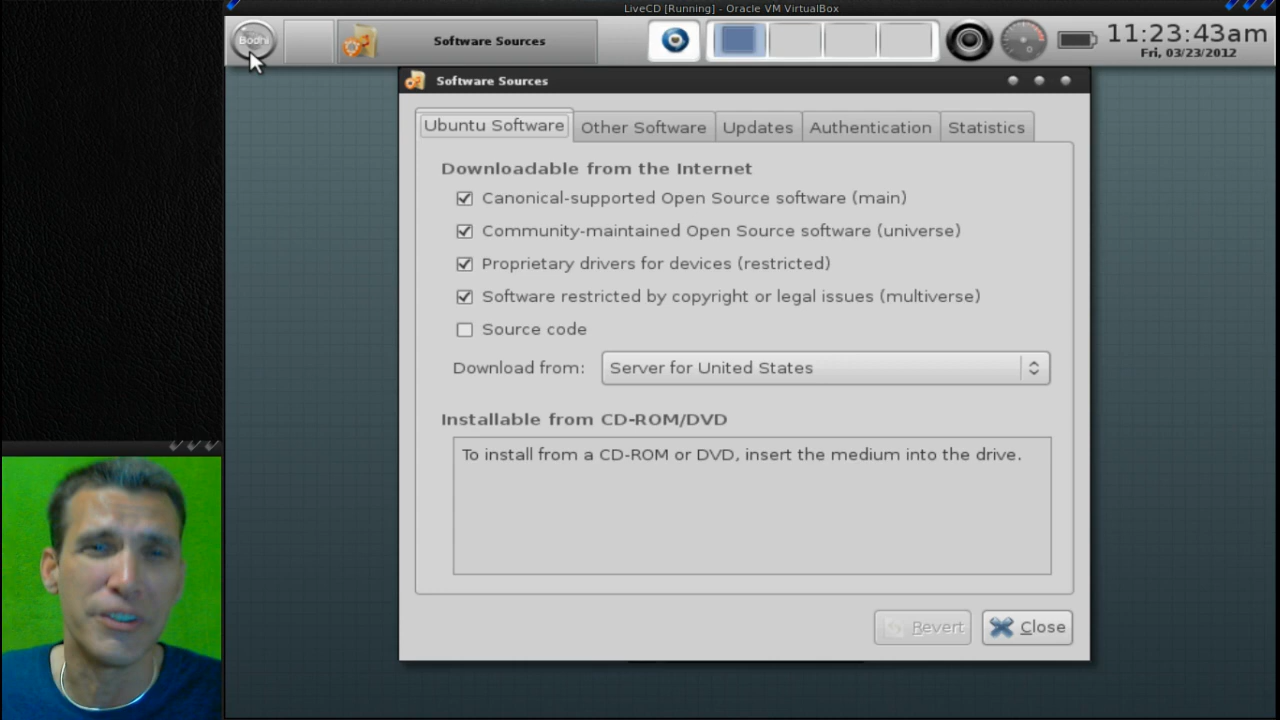 LiveCD [Running] - Oracle VM VirtualBox
Bodhi
Software Sources
11:23:43am
Fri, 03/23/2012
Software Sources
Ubuntu Software
Other Software
Updates
Authentication
Statistics
Downloadable from the Internet
Canonical-supported Open Source software (main)
Community-maintained Open Source software (universe)
Proprietary drivers for devices (restricted)
Software restricted by copyright or legal issues (multiverse)
Source code
Download from:
Server for United States
Installable from CD-ROM/DVD
To install from a CD-ROM or DVD, insert the medium into the drive.
Revert
Close